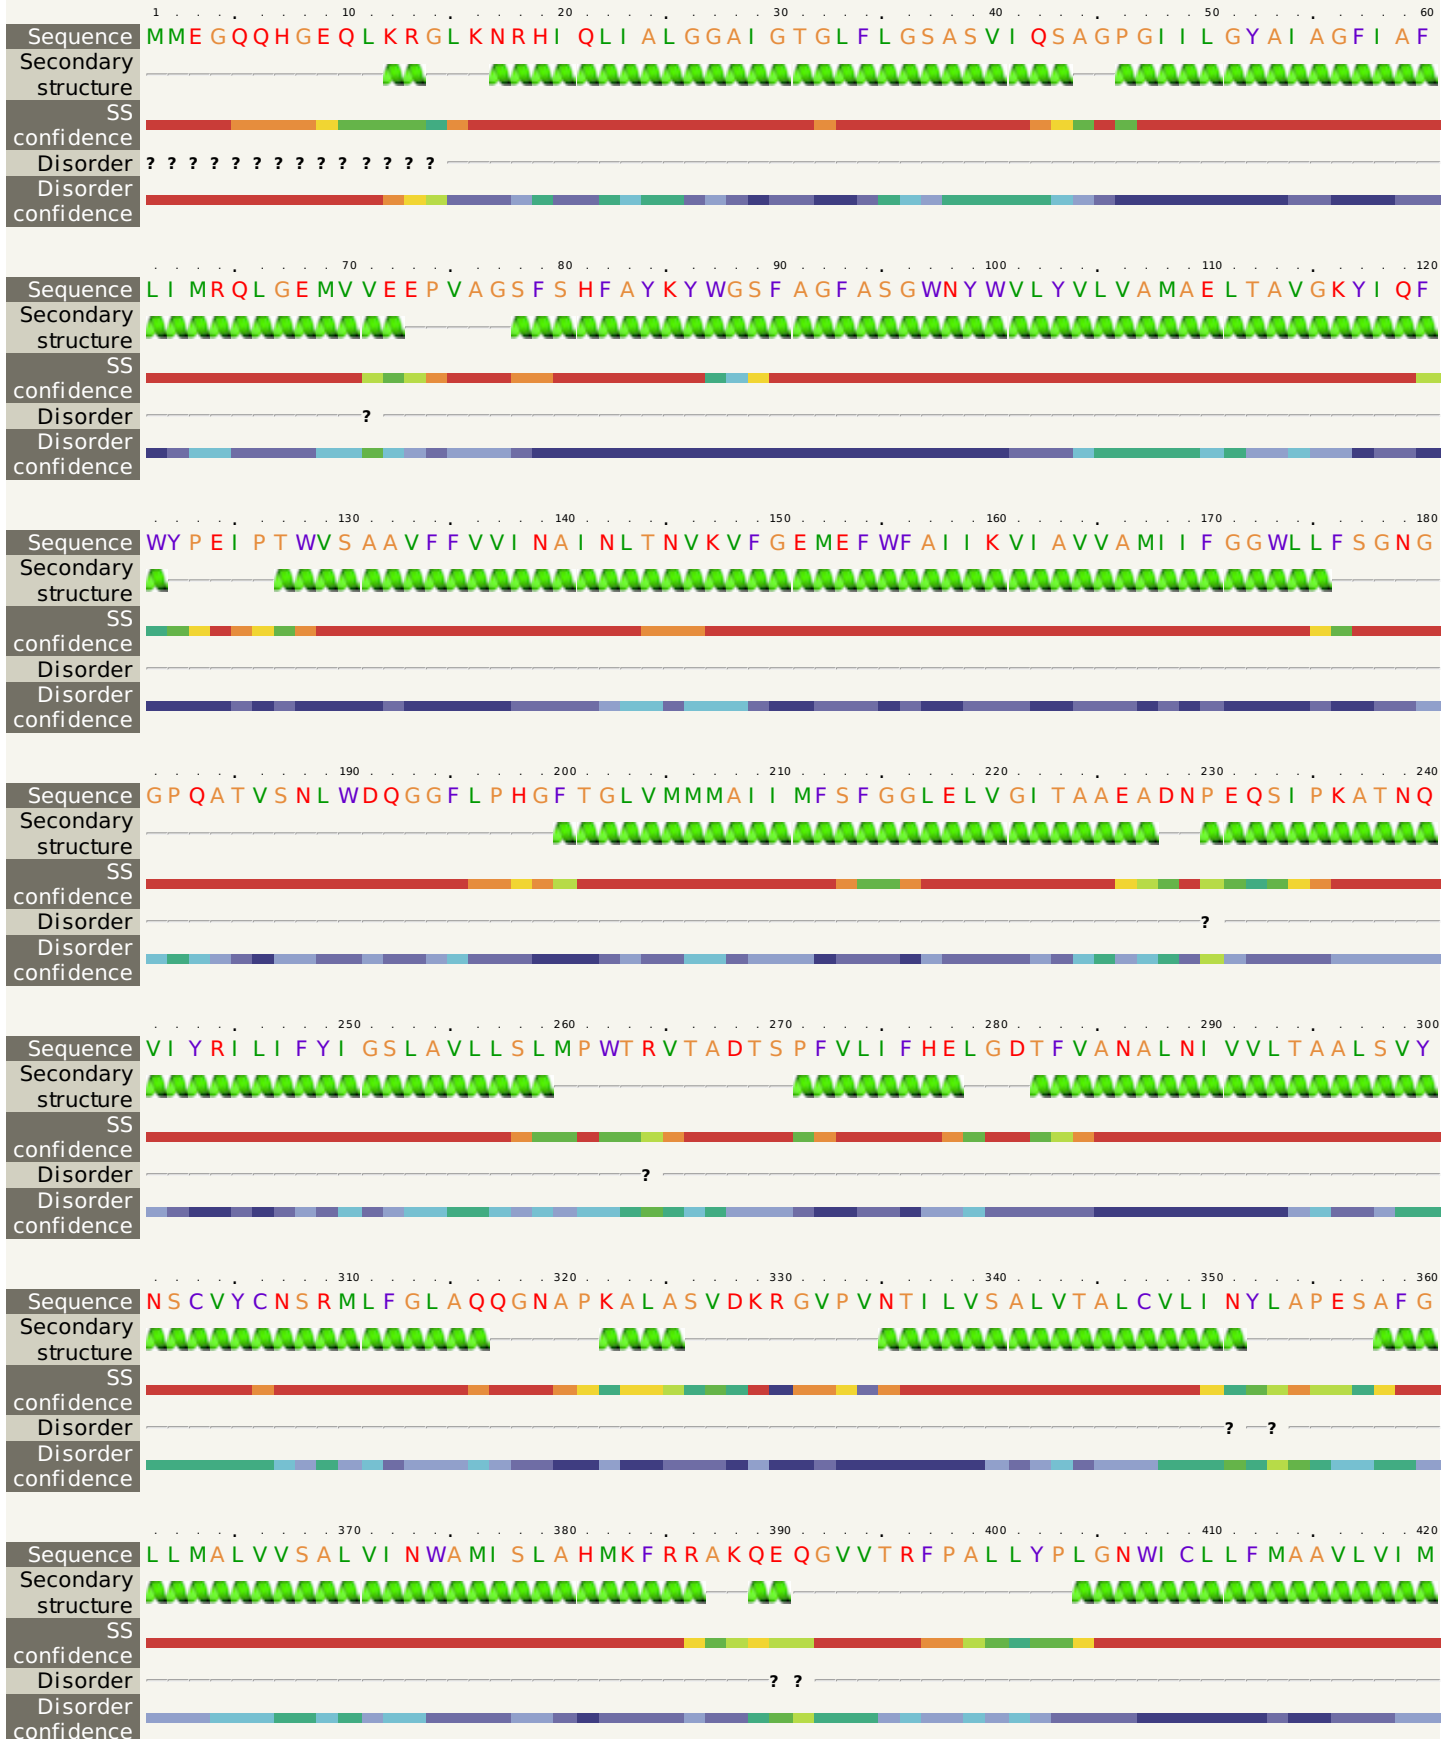 1 . . . . 10 . . . . 20 . . . . 30 . . . . 40 . . . . 50 . . . . 60
Sequence MMEGQQHGEQLKRGLKNRHIQLIALGGAIGTGLFLGSASVIQSAGPGIILGYAIAGFIAF
Secondary
structure
SS
confidence
Disorder ? ? ? ? ? ? ? ? ? ? ? ? ? ?
Disorder
confidence
. . . . 70 . . . . 80 . . . . 90 . . . . 100 . . . . 110 . . . . 120
Sequence LIMRQLGEMVVEEPVAGSFSHFAYKYWGSFAGFASGWNYWVLYVLVAMAELTAVGKYIQF
Secondary
structure
SS
confidence
Disorder ?
Disorder
confidence
. . . . 130 . . . . 140 . . . . 150 . . . . 160 . . . . 170 . . . . 180
Sequence WYPEIPTWVSAAVFFVVINAINLTNVKVFGEMEFWFAIIKVIAVVAMIIFGGWLLFSGNG
Secondary
structure
SS
confidence
Disorder
Disorder
confidence
. . . . 190 . . . . 200 . . . . 210 . . . . 220 . . . . 230 . . . . 240
Sequence GPQATVSNLWDQGGFLPHGFTGLVMMMAIIMFSFGGLELVGITAAEADNPEQSIPKATNQ
Secondary
structure
SS
confidence
Disorder ?
Disorder
confidence
. . . . 250 . . . . 260 . . . . 270 . . . . 280 . . . . 290 . . . . 300
Sequence VIYRILIFYIGSLAVLLSLMPWTRVTADTSPFVLIFHELGDTFVANALNIVVLTAALSVY
Secondary
structure
SS
confidence
Disorder ?
Disorder
confidence
. . . . 310 . . . . 320 . . . . 330 . . . . 340 . . . . 350 . . . . 360
Sequence NSCVYCNSRMLFGLAQQGNAPKALASVDKRGVPVNTILVSALVTALCVLINYLAPESAFG
Secondary
structure
SS
confidence
Disorder ? ?
Disorder
confidence
. . . . 370 . . . . 380 . . . . 390 . . . . 400 . . . . 410 . . . . 420
Sequence LLMALVVSALVINWAMISLAHMKFRRAKQEQGVVTRFPALLYPLGNWICLLFMAAVLVIM
Secondary
structure
SS
confidence
Disorder ? ?
Disorder
confidence